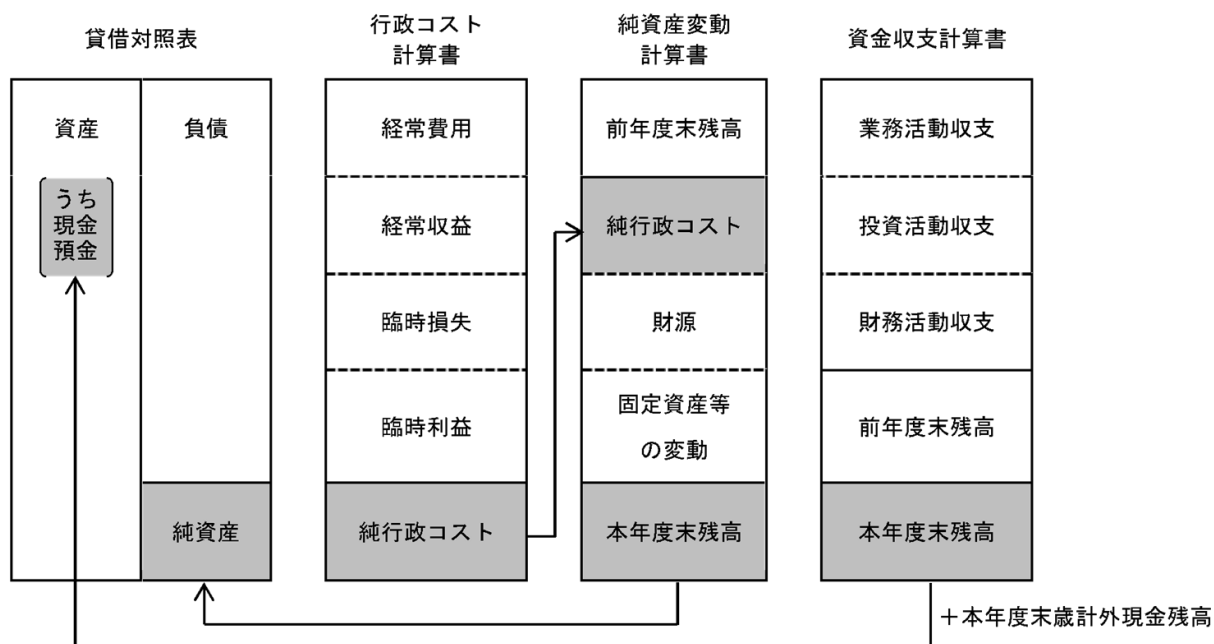 貸借対照表
行政コスト
計算書
純資産変動
計算書
資金収支計算書
資産
負債
うち
現金
預金
純資産
経常費用
経常収益
臨時損失
臨時利益
純行政コスト
前年度末残高
純行政コスト
財源
固定資産等
の変動
本年度末残高
業務活動収支
投資活動収支
財務活動収支
前年度末残高
本年度末残高
＋本年度末歳計外現金残高